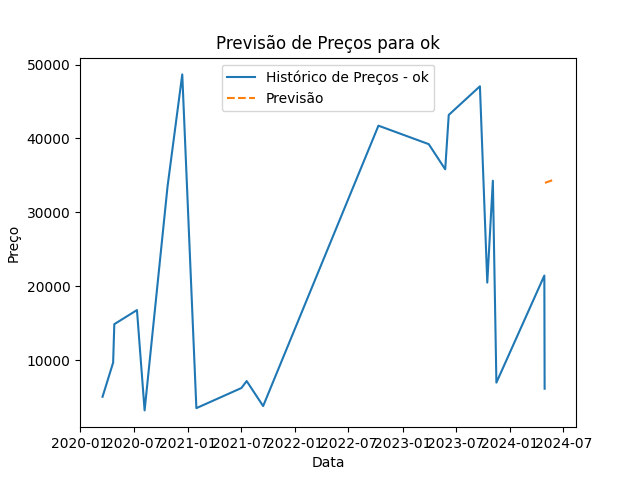 Previsão de Preços para ok
Histórico de Preços - ok
Previsão
Preço
50000
40000
30000
20000
10000
2020-01 2020-07 2021-01 2021-07 2022-01 2022-07 2023-01 2023-07 2024-01 2024-07
Data